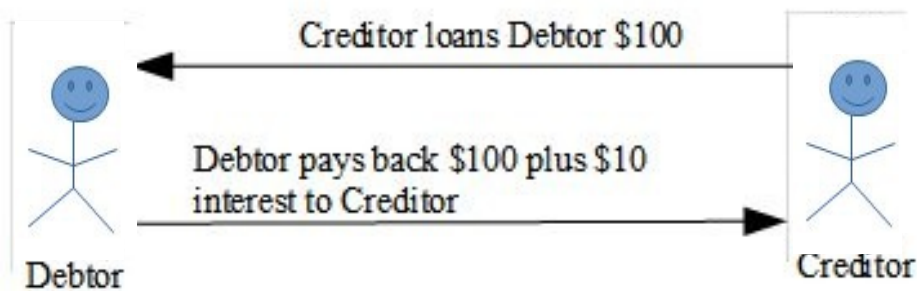 Creditor loans Debtor $100
Debtor pays back $100 plus $10
interest to Creditor
Debtor
Creditor